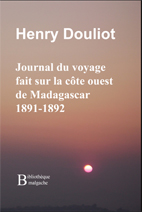 Henry Douliot
Journal du voyage
fait sur la côte ouest
de Madagascar
1891-1892
Bibliothèque
malgache